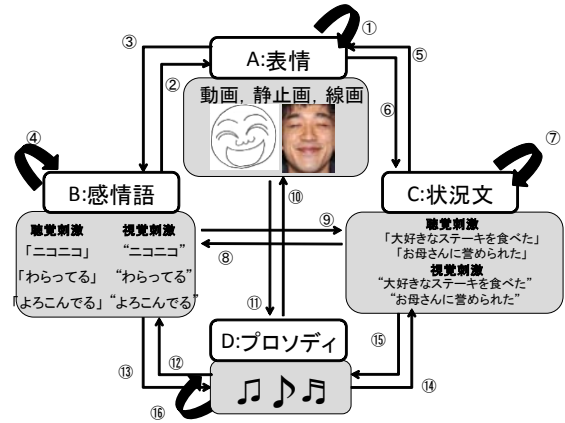 ①
③
A:表情
⑤
②
⑥
動画，静止画，線画
④
⑦
B:感情語
⑩
C:状況文
聴覚刺激 視覚刺激
「ニコニコ」 “ニコニコ”
「わらってる」 “わらってる”
「よろこんでる」 “よろこんでる”
⑨
⑧
聴覚刺激
「大好きなステーキを食べた」
「お母さんに誉められた」
視覚刺激
“大好きなステーキを食べた”
“お母さんに誉められた”
⑪
D:プロソディ
⑮
⑫
⑬
⑭
⑯